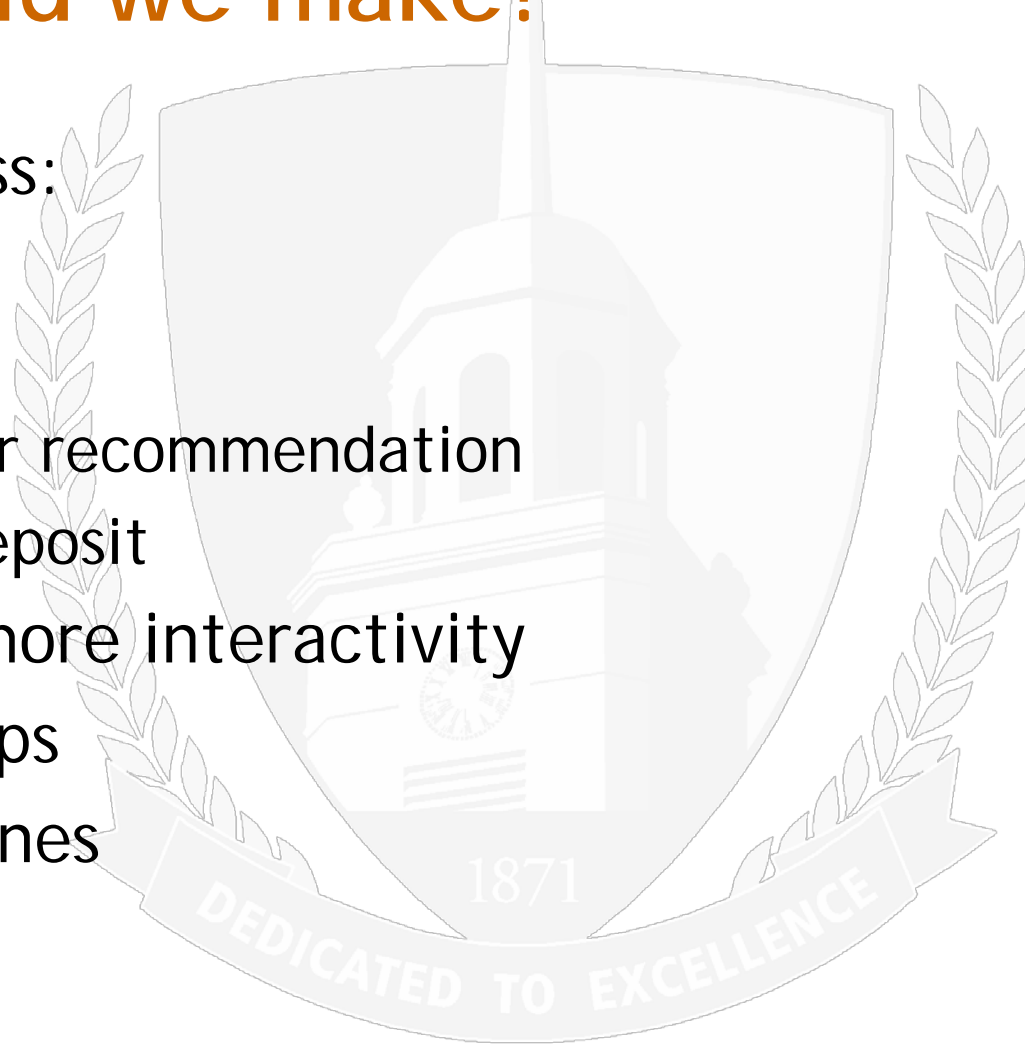 we make?
ss:
r recommendation
eposit
more interactivity
ps
nes
1871
DEDICATED TO EXCELLENCE